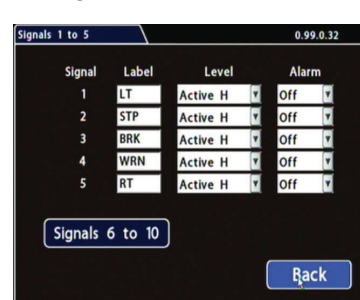 Signals 1 to 5 0.99.0.32
Signal Label Level Alarm
1 LT Active H Off
2 STP Active H Off
3 BRK Active H Off
4 WRN Active H Off
5 RT Active H Off
Signals 6 to 10
Back